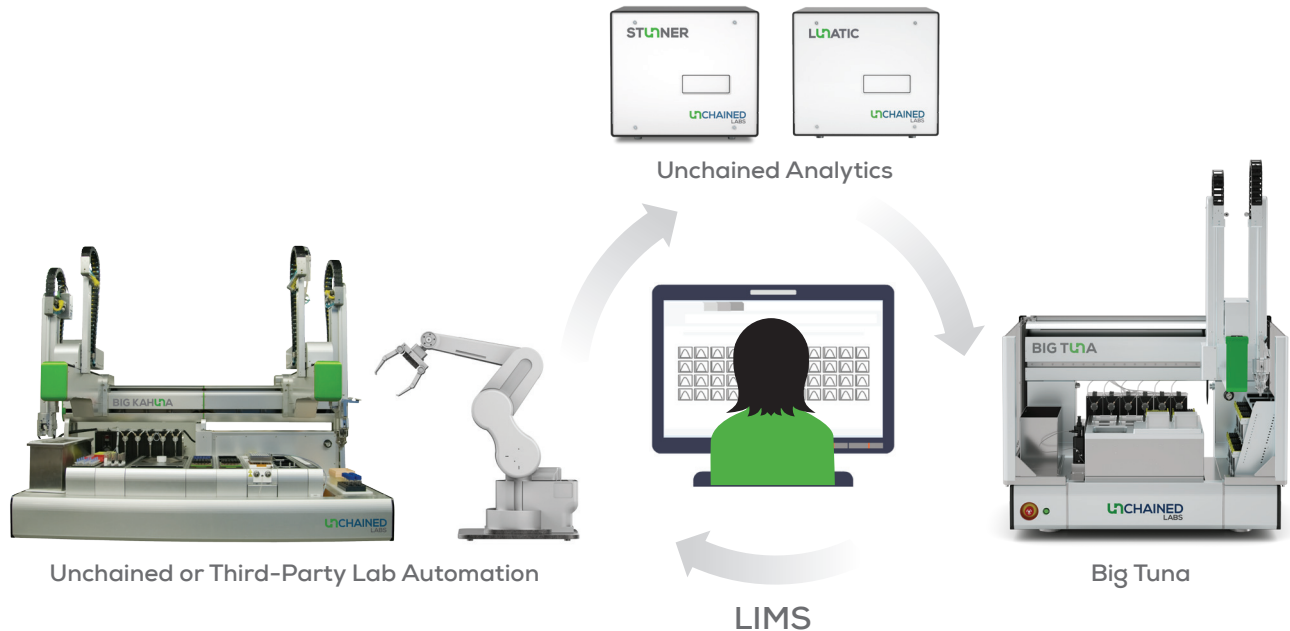 STUNNER
LUNATIC
UNCHAINED
LABS
UNCHAINED
LABS
Unchained Analytics
BIG TUNA
BIG KAHUNA
UNCHAINED
LABS
UNCHAINED
LABS
Unchained or Third-Party Lab Automation
Big Tuna
LIMS